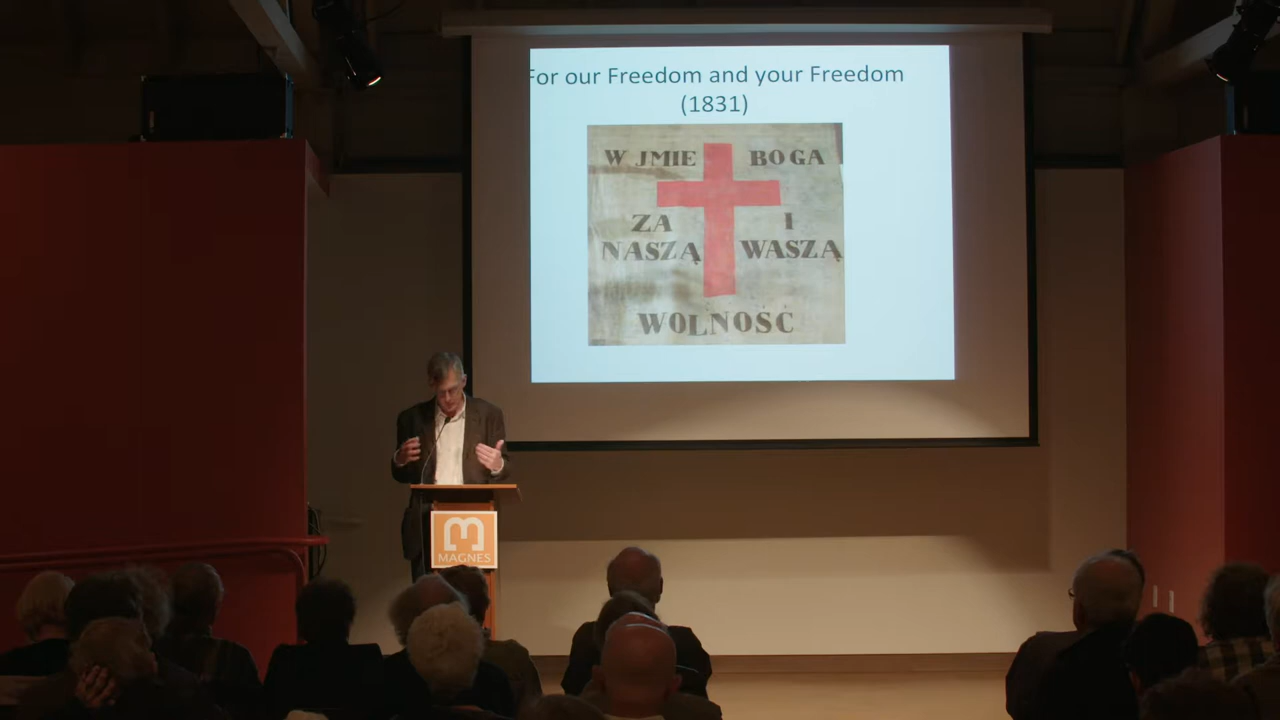 For our Freedom and your Freedom
(1831)
W JMIE BOGA
ZA I
NASZĄ WASZĄ
WOLNOŚĆ
MAGNES